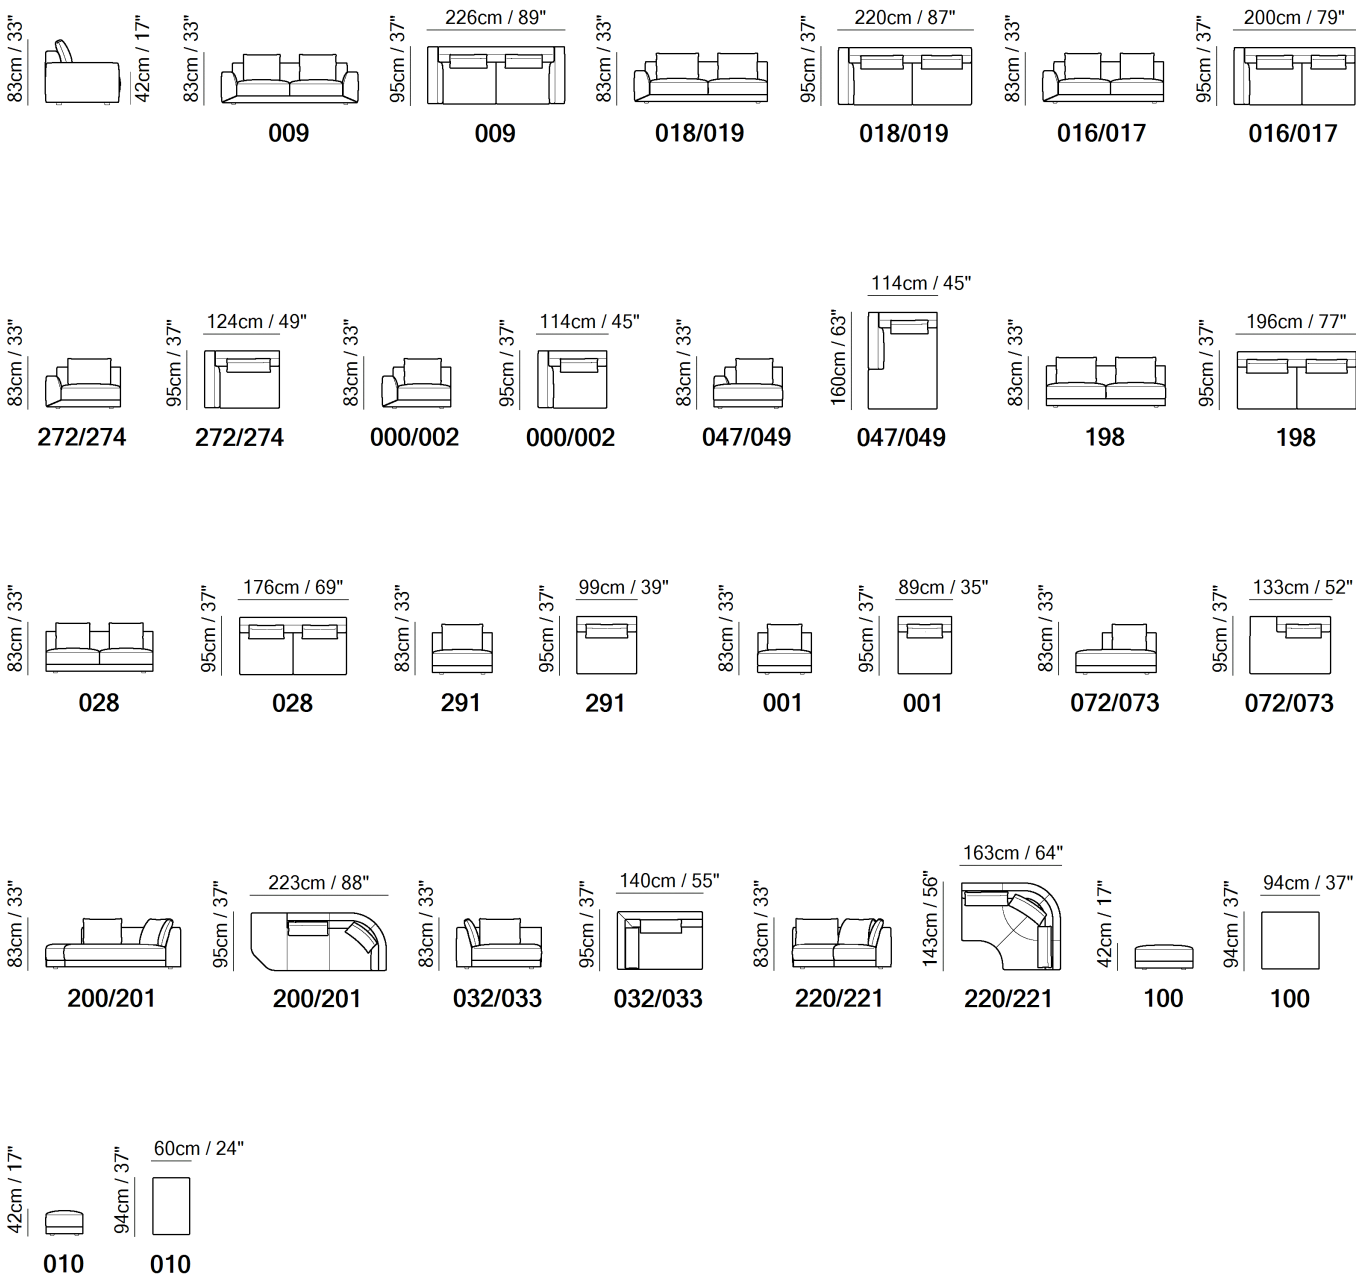 83cm / 33"
42cm / 17"
83cm / 33"
009
95cm / 37"
226cm / 89"
009
83cm / 33"
018/019
95cm / 37"
220cm / 87"
018/019
83cm / 33"
016/017
95cm / 37"
200cm / 79"
016/017
83cm / 33"
272/274
95cm / 37"
124cm / 49"
272/274
83cm / 33"
000/002
95cm / 37"
114cm / 45"
000/002
83cm / 33"
047/049
160cm / 63"
114cm / 45"
047/049
83cm / 33"
198
95cm / 37"
196cm / 77"
198
83cm / 33"
028
95cm / 37"
176cm / 69"
028
83cm / 33"
291
95cm / 37"
99cm / 39"
291
83cm / 33"
001
95cm / 37"
89cm / 35"
001
83cm / 33"
072/073
95cm / 37"
133cm / 52"
072/073
83cm / 33"
200/201
95cm / 37"
223cm / 88"
200/201
83cm / 33"
032/033
95cm / 37"
140cm / 55"
032/033
83cm / 33"
220/221
143cm / 56"
163cm / 64"
220/221
42cm / 17"
100
94cm / 37"
94cm / 37"
100
42cm / 17"
010
94cm / 37"
60cm / 24"
010